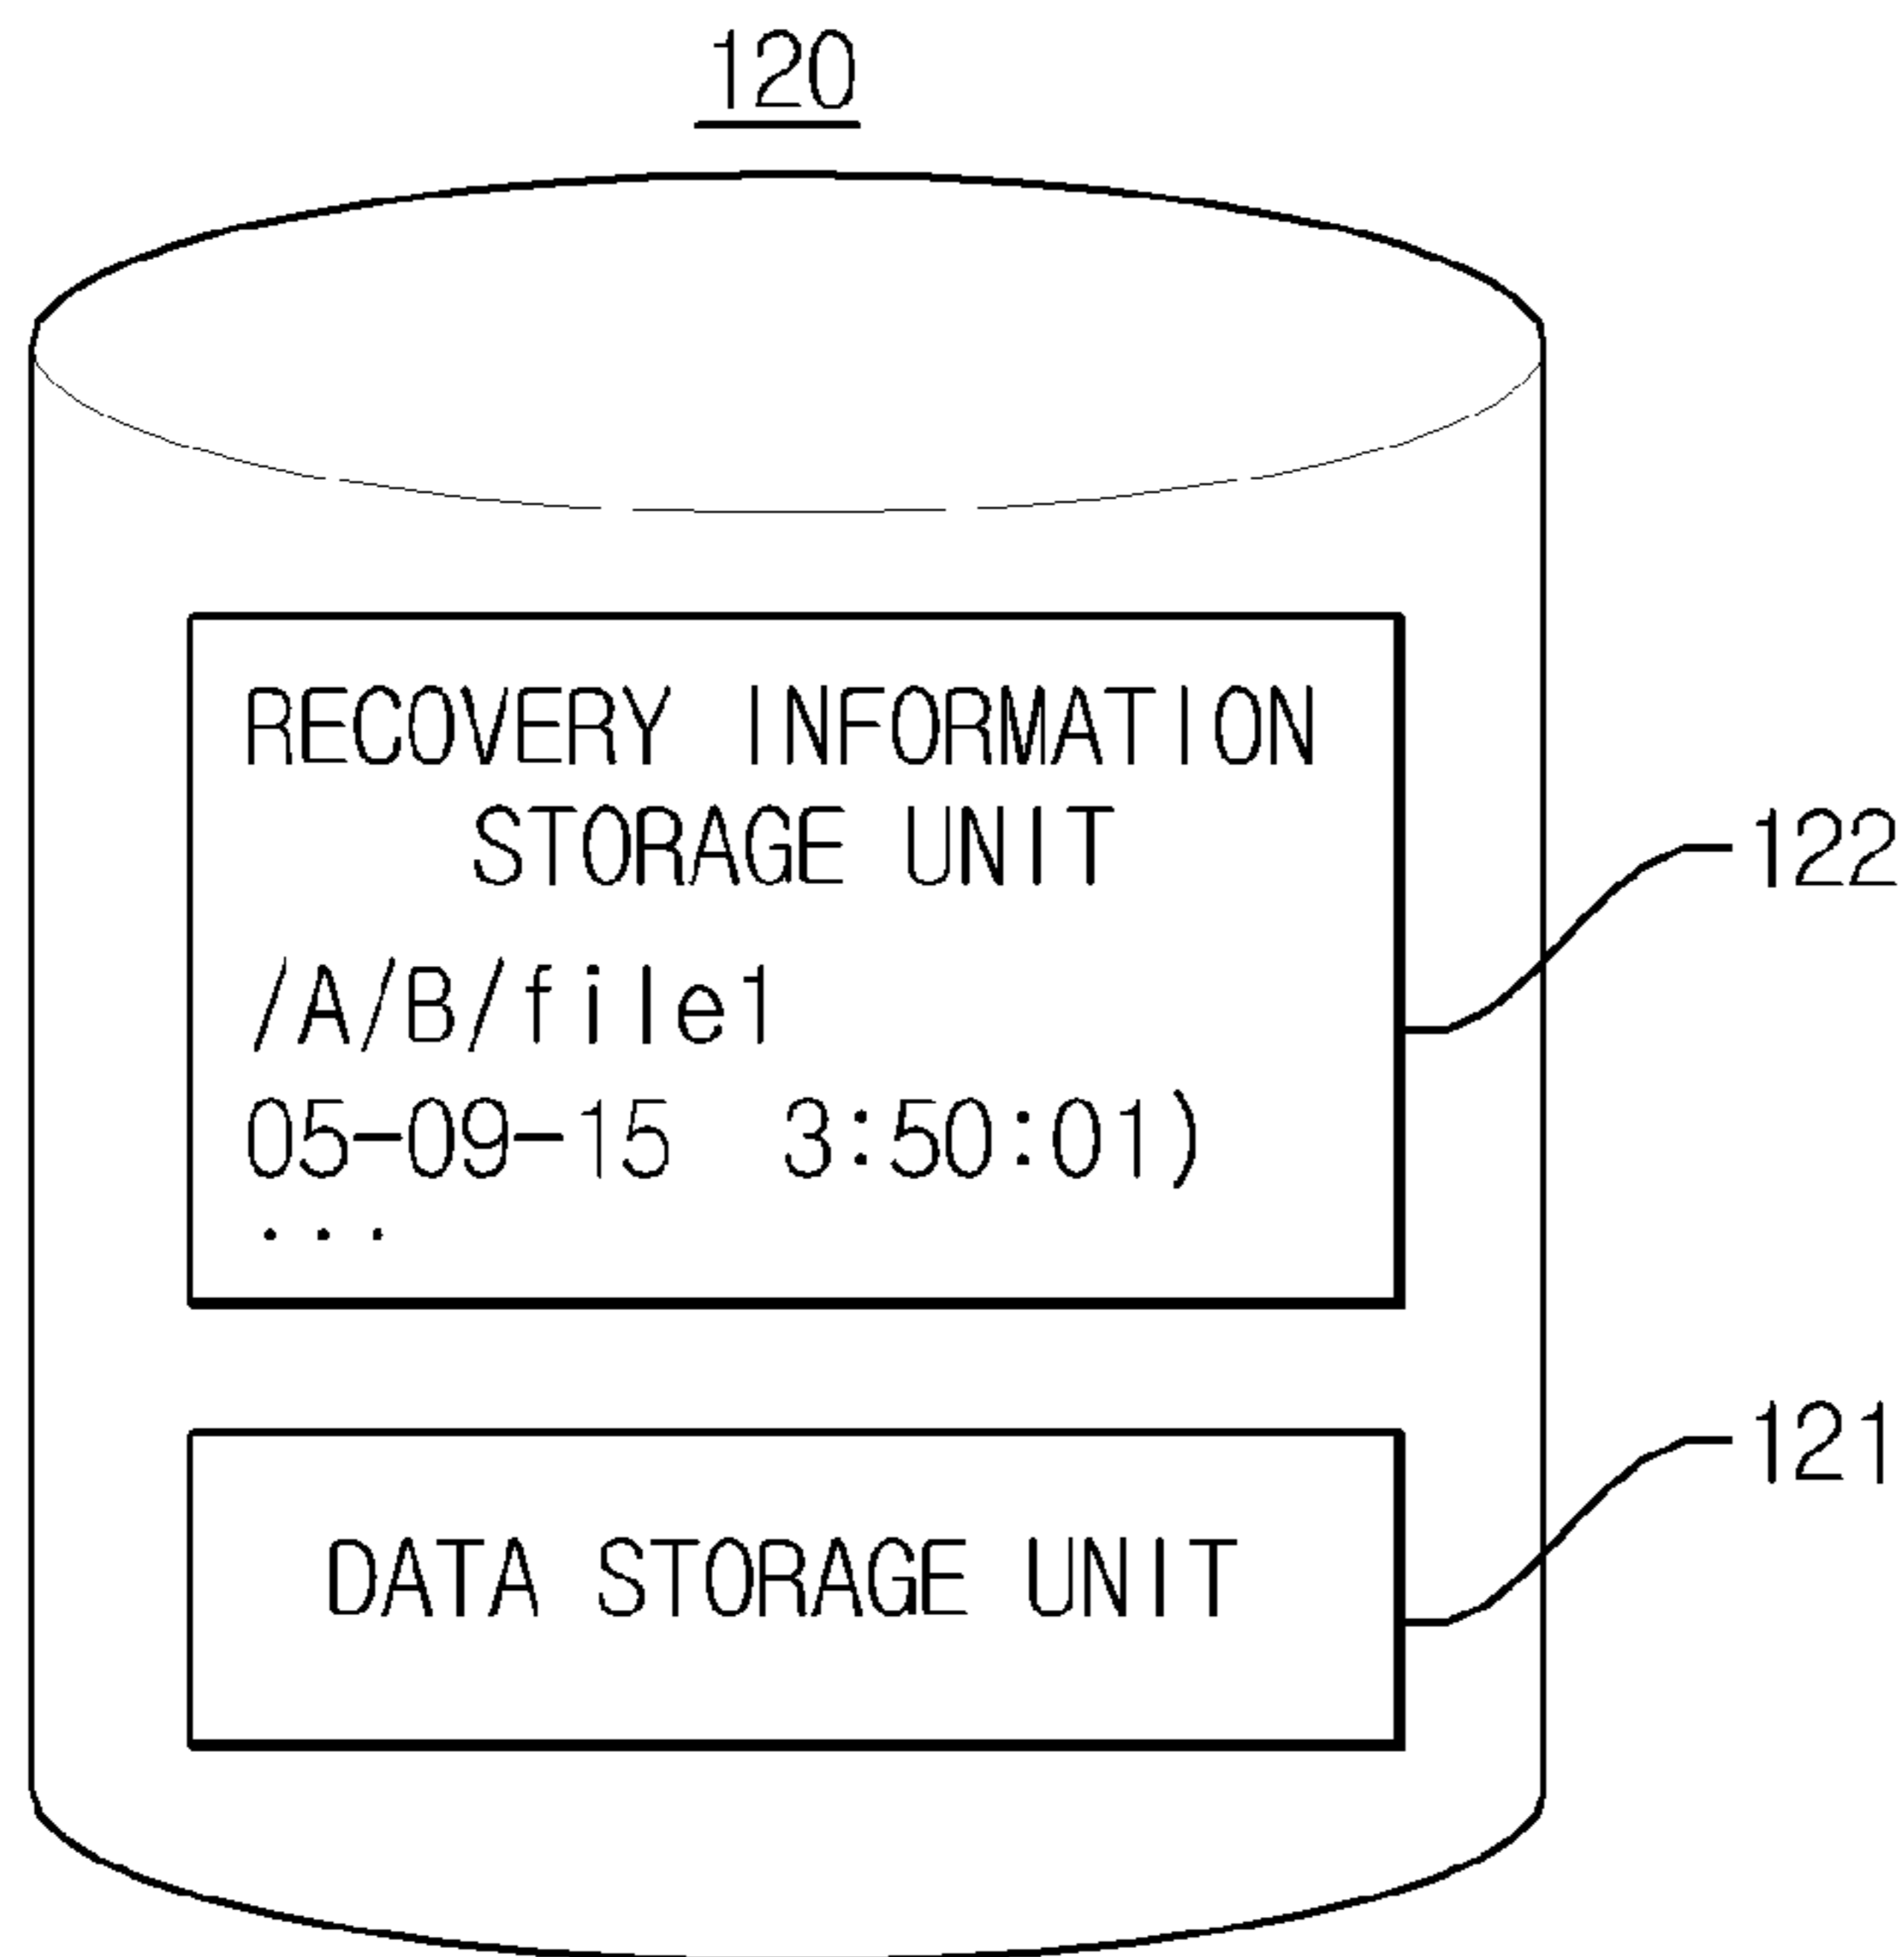 120
RECOVERY INFORMATION
STORAGE UNIT
/A/B/file1
05-09-15 3:50:01)
...
122
DATA STORAGE UNIT
121